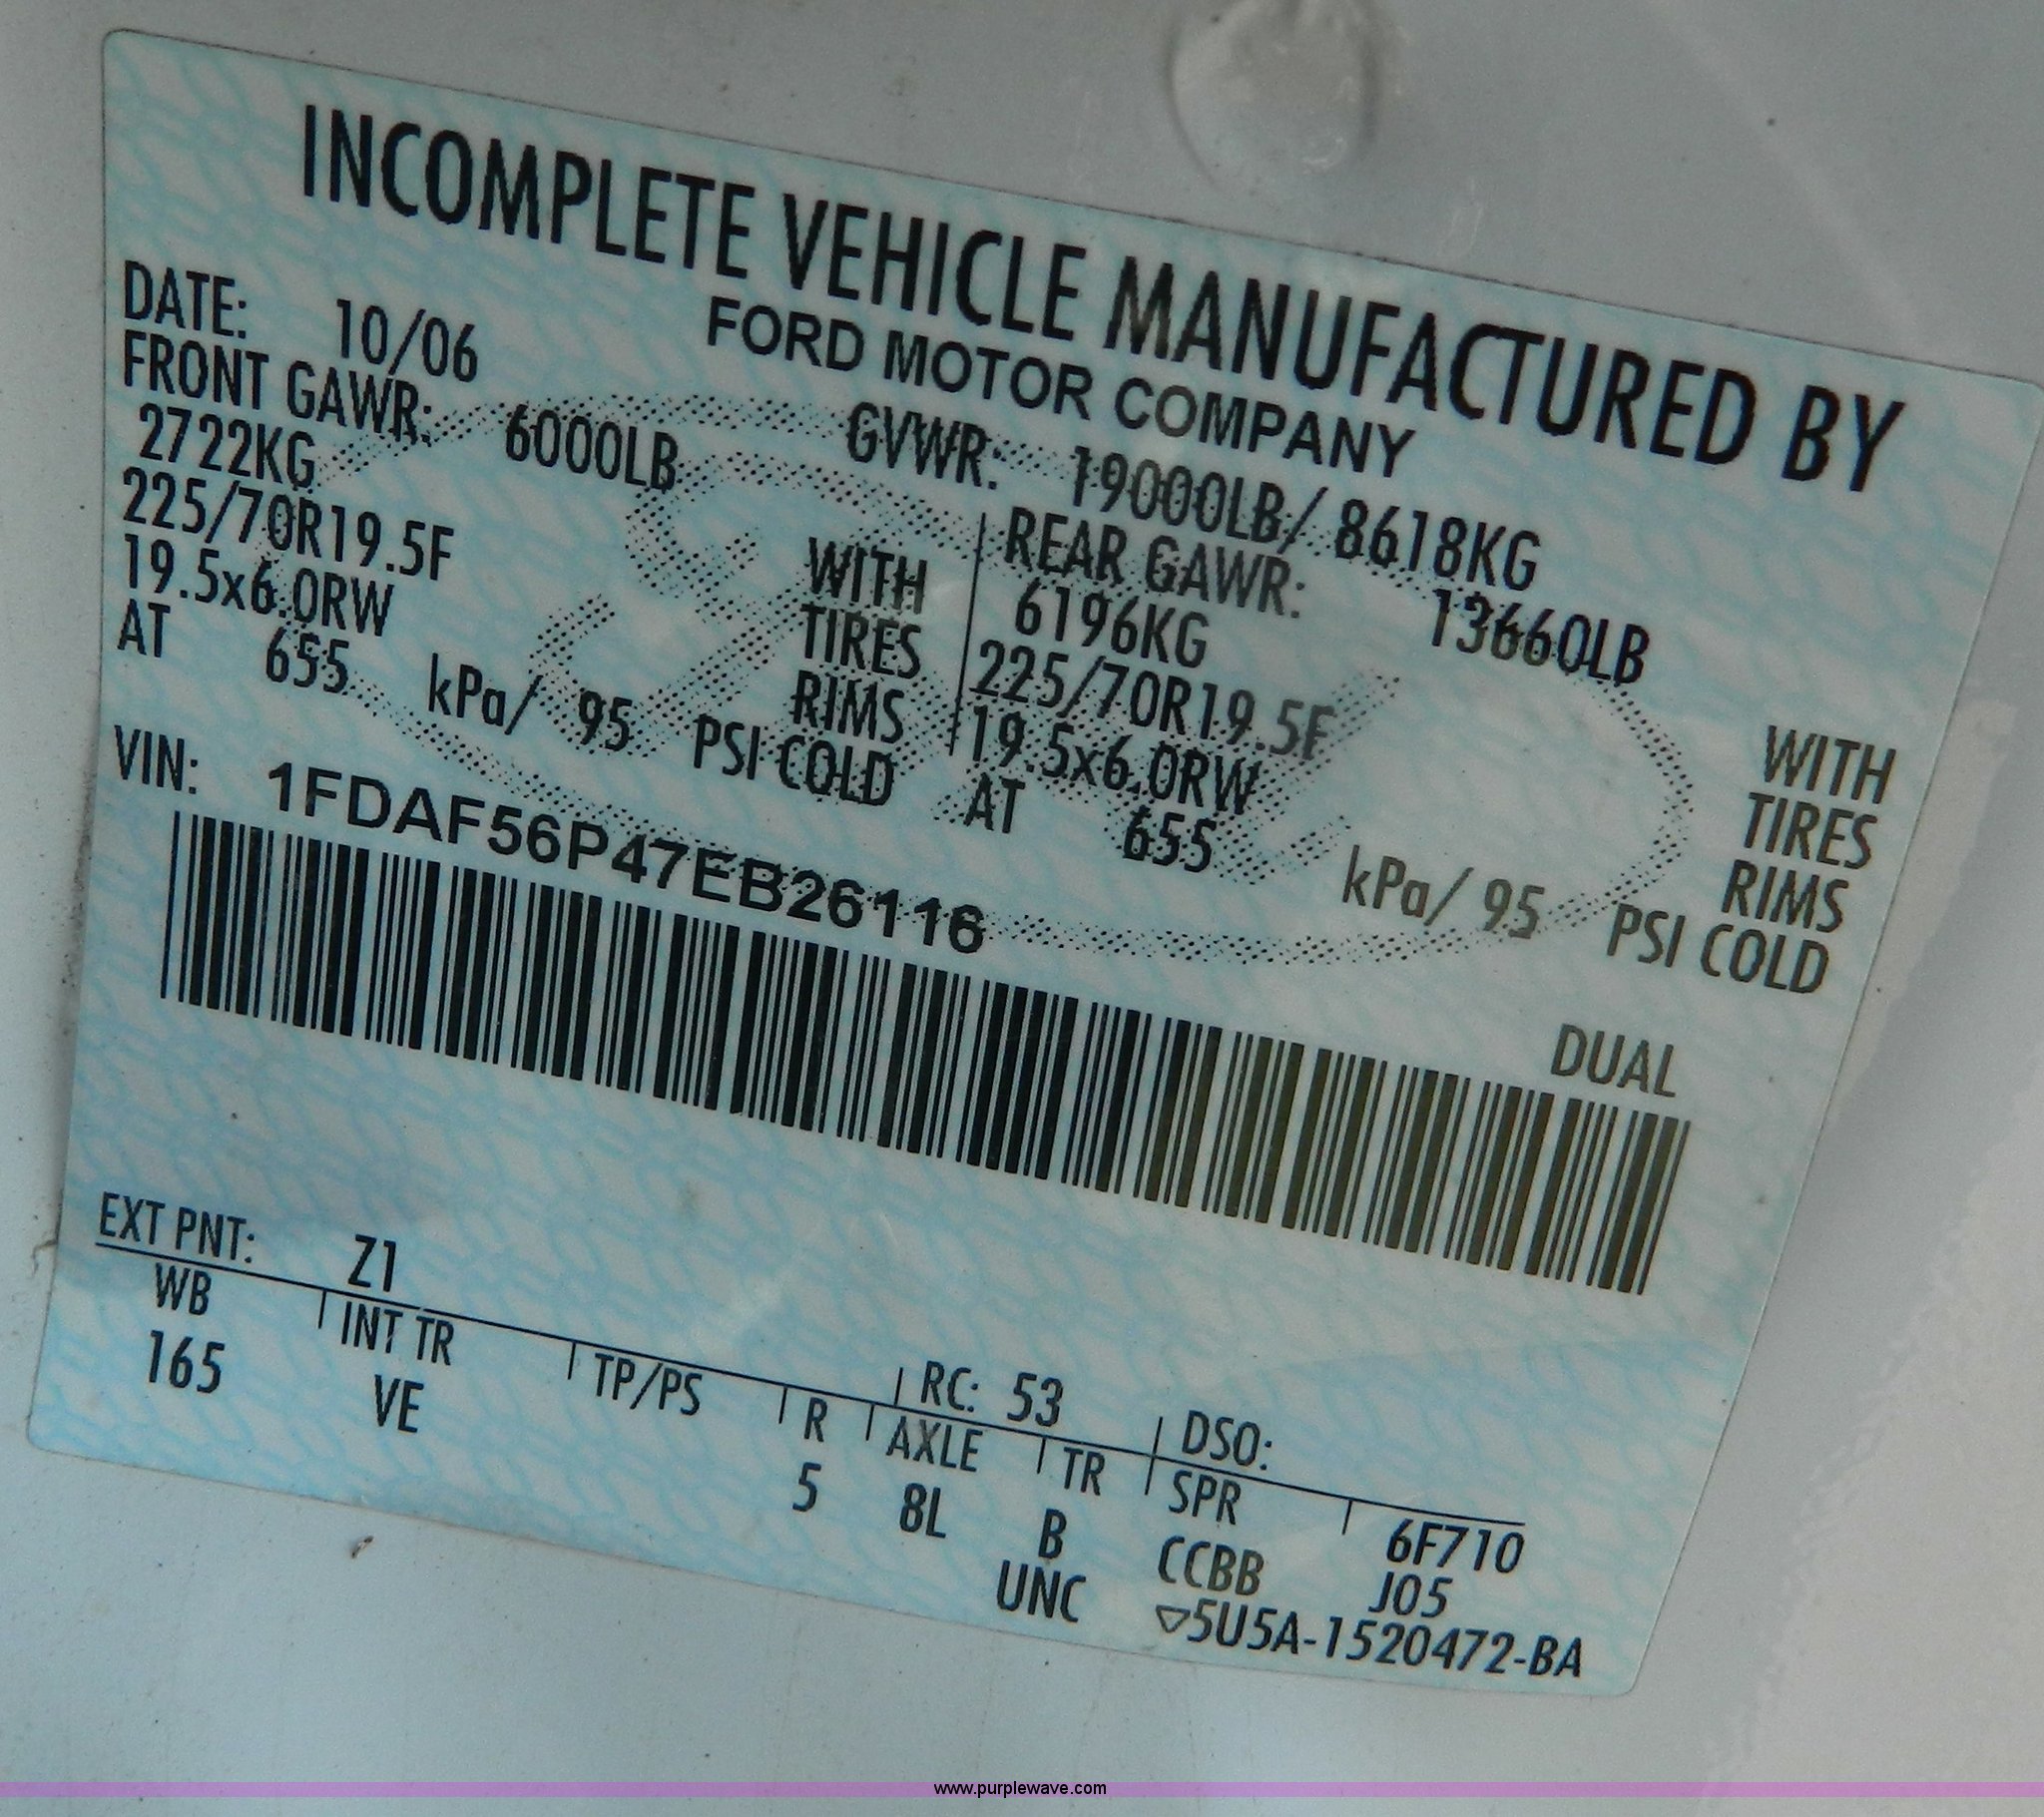 INCOMPLETE VEHICLE MANUFACTURED BY
FORD MOTOR COMPANY
DATE: 10/06 GVWR: 19000LB/ 8618KG
FRONT GAWR: 6000LB REAR GAWR: 13660LB
2722KG WITH 6196KG WITH
225/70R19.5F TIRES 225/70R19.5F TIRES
19.5x6.0RW RIMS 19.5x6.0RW RIMS
AT 655 kPa/ 95 PSI COLD AT 655 kPa/ 95 PSI COLD
VIN: 1FDAF56P47EB26116 DUAL
EXT PNT: Z1 RC: 53 DSO:
WB INT TR TP/PS R AXLE TR SPR 6F710
165 VE 5 8L B CCBB J05
UNC ▽5U5A-1520472-BA
www.purplewave.com